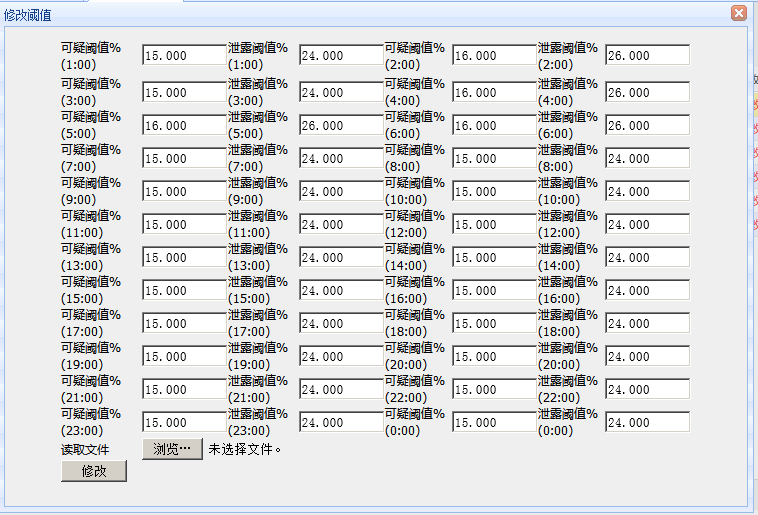 修改阈值
可疑阈值%(1:00) 15.000 泄露阈值%(1:00) 24.000 可疑阈值%(2:00) 16.000 泄露阈值%(2:00) 26.000
可疑阈值%(3:00) 15.000 泄露阈值%(3:00) 24.000 可疑阈值%(4:00) 16.000 泄露阈值%(4:00) 26.000
可疑阈值%(5:00) 16.000 泄露阈值%(5:00) 26.000 可疑阈值%(6:00) 16.000 泄露阈值%(6:00) 26.000
可疑阈值%(7:00) 15.000 泄露阈值%(7:00) 24.000 可疑阈值%(8:00) 15.000 泄露阈值%(8:00) 24.000
可疑阈值%(9:00) 15.000 泄露阈值%(9:00) 24.000 可疑阈值%(10:00) 15.000 泄露阈值%(10:00) 24.000
可疑阈值%(11:00) 15.000 泄露阈值%(11:00) 24.000 可疑阈值%(12:00) 15.000 泄露阈值%(12:00) 24.000
可疑阈值%(13:00) 15.000 泄露阈值%(13:00) 24.000 可疑阈值%(14:00) 15.000 泄露阈值%(14:00) 24.000
可疑阈值%(15:00) 15.000 泄露阈值%(15:00) 24.000 可疑阈值%(16:00) 15.000 泄露阈值%(16:00) 24.000
可疑阈值%(17:00) 15.000 泄露阈值%(17:00) 24.000 可疑阈值%(18:00) 15.000 泄露阈值%(18:00) 24.000
可疑阈值%(19:00) 15.000 泄露阈值%(19:00) 24.000 可疑阈值%(20:00) 15.000 泄露阈值%(20:00) 24.000
可疑阈值%(21:00) 15.000 泄露阈值%(21:00) 24.000 可疑阈值%(22:00) 15.000 泄露阈值%(22:00) 24.000
可疑阈值%(23:00) 15.000 泄露阈值%(23:00) 24.000 可疑阈值%(0:00) 15.000 泄露阈值%(0:00) 24.000
读取文件 浏览… 未选择文件。
修改